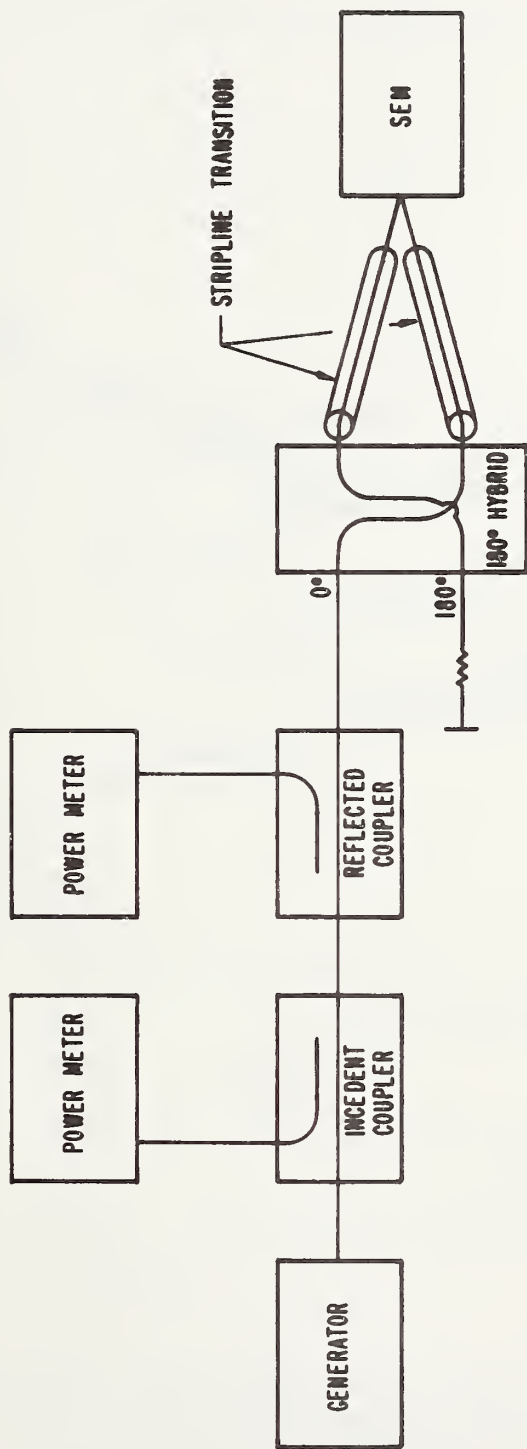 POWER METER
POWER METER
STRIPLINE TRANSITION
GENERATOR
INCEDENT
COUPLER
REFLECTED
COUPLER
0°
180°
180° HYBRID
SEM